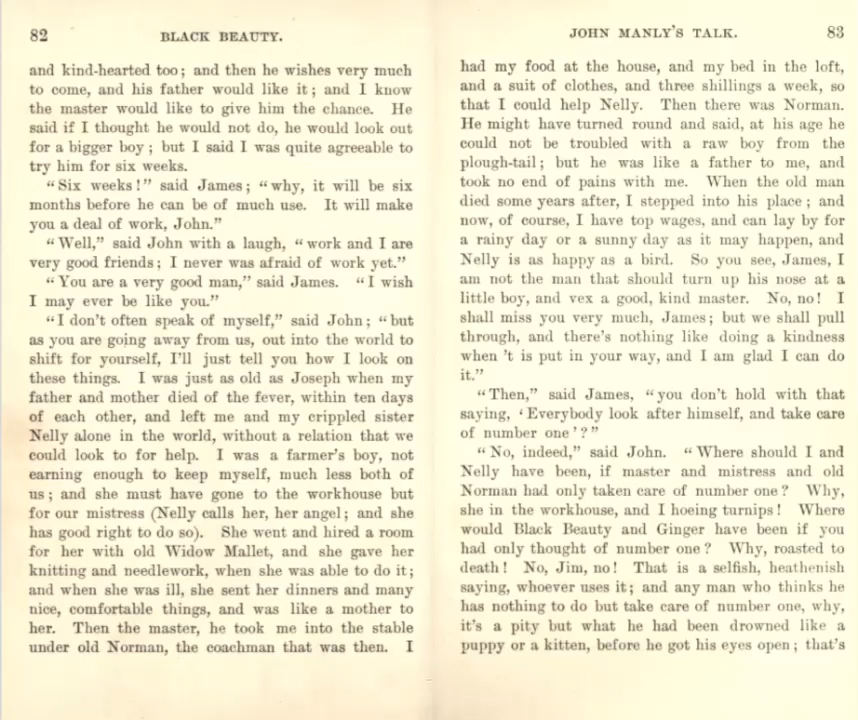 82
BLACK BEAUTY.
and kind-hearted too; and then he wishes very much
to come, and his father would like it; and I know
the master would like to give him the chance. He
said if I thought he would not do, he would look out
for a bigger boy; but I said I was quite agreeable to
try him for six weeks.
"Six weeks!" said James; "why, it will be six
months before he can be of much use. It will make
you a deal of work, John."
"Well," said John with a laugh, "work and I are
very good friends; I never was afraid of work yet."
"You are a very good man," said James. "I wish
I may ever be like you."
"I don't often speak of myself," said John; "but
as you are going away from us, out into the world to
shift for yourself, I'll just tell you how I look on
these things. I was just as old as Joseph when my
father and mother died of the fever, within ten days
of each other, and left me and my crippled sister
Nelly alone in the world, without a relation that we
could look to for help. I was a farmer's boy, not
earning enough to keep myself, much less both of
us; and she must have gone to the workhouse but
for our mistress (Nelly calls her, her angel; and she
has good right to do so). She went and hired a room
for her with old Widow Mallet, and she gave her
knitting and needlework, when she was able to do it;
and when she was ill, she sent her dinners and many
nice, comfortable things, and was like a mother to
her. Then the master, he took me into the stable
under old Norman, the coachman that was then. I
JOHN MANLY'S TALK.
83
had my food at the house, and my bed in the loft,
and a suit of clothes, and three shillings a week, so
that I could help Nelly. Then there was Norman.
He might have turned round and said, at his age he
could not be troubled with a raw boy from the
plough-tail; but he was like a father to me, and
took no end of pains with me. When the old man
died some years after, I stepped into his place; and
now, of course, I have top wages, and can lay by for
a rainy day or a sunny day as it may happen, and
Nelly is as happy as a bird. So you see, James, I
am not the man that should turn up his nose at a
little boy, and vex a good, kind master. No, no! I
shall miss you very much, James; but we shall pull
through, and there's nothing like doing a kindness
when 't is put in your way, and I am glad I can do
it."
"Then," said James, "you don't hold with that
saying, 'Everybody look after himself, and take care
of number one'?"
"No, indeed," said John. "Where should I and
Nelly have been, if master and mistress and old
Norman had only taken care of number one? Why,
she in the workhouse, and I hoeing turnips! Where
would Black Beauty and Ginger have been if you
had only thought of number one? Why, roasted to
death! No, Jim, no! That is a selfish, heathenish
saying, whoever uses it; and any man who thinks he
has nothing to do but take care of number one, why,
it's a pity but what he had been drowned like a
puppy or a kitten, before he got his eyes open; that's